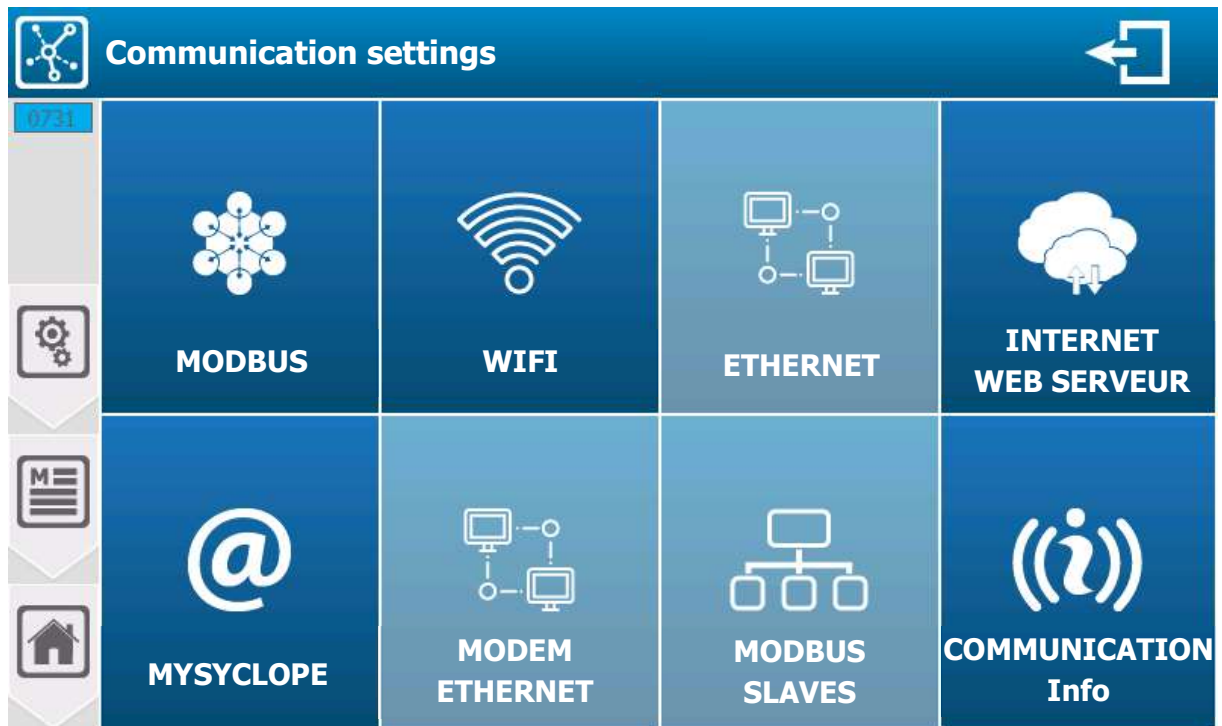 Communication settings
0731
MODBUS
WIFI
ETHERNET
INTERNET
WEB SERVEUR
M
@
MYSYCLOPE
MODEM
ETHERNET
MODBUS
SLAVES
((i))
COMMUNICATION
Info